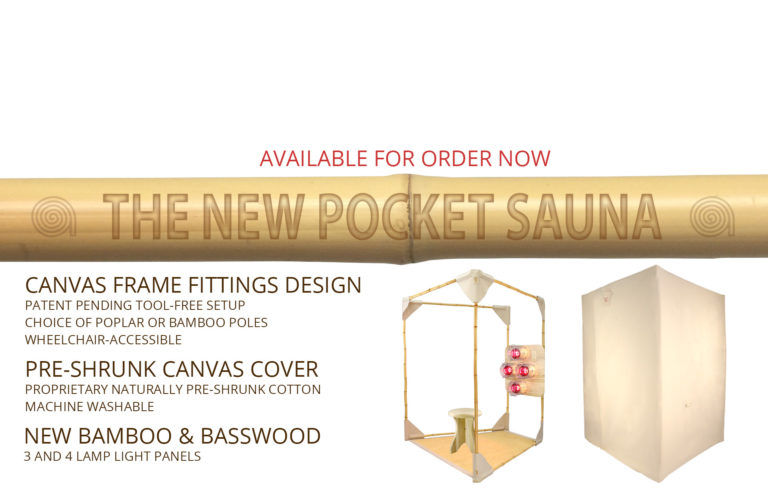 AVAILABLE FOR ORDER NOW
THE NEW POCKET SAUNA
CANVAS FRAME FITTINGS DESIGN
PATENT PENDING TOOL-FREE SETUP
CHOICE OF POPLAR OR BAMBOO POLES
WHEELCHAIR-ACCESSIBLE
PRE-SHRUNK CANVAS COVER
PROPRIETARY NATURALLY PRE-SHRUNK COTTON
MACHINE WASHABLE
NEW BAMBOO & BASSWOOD
3 AND 4 LAMP LIGHT PANELS